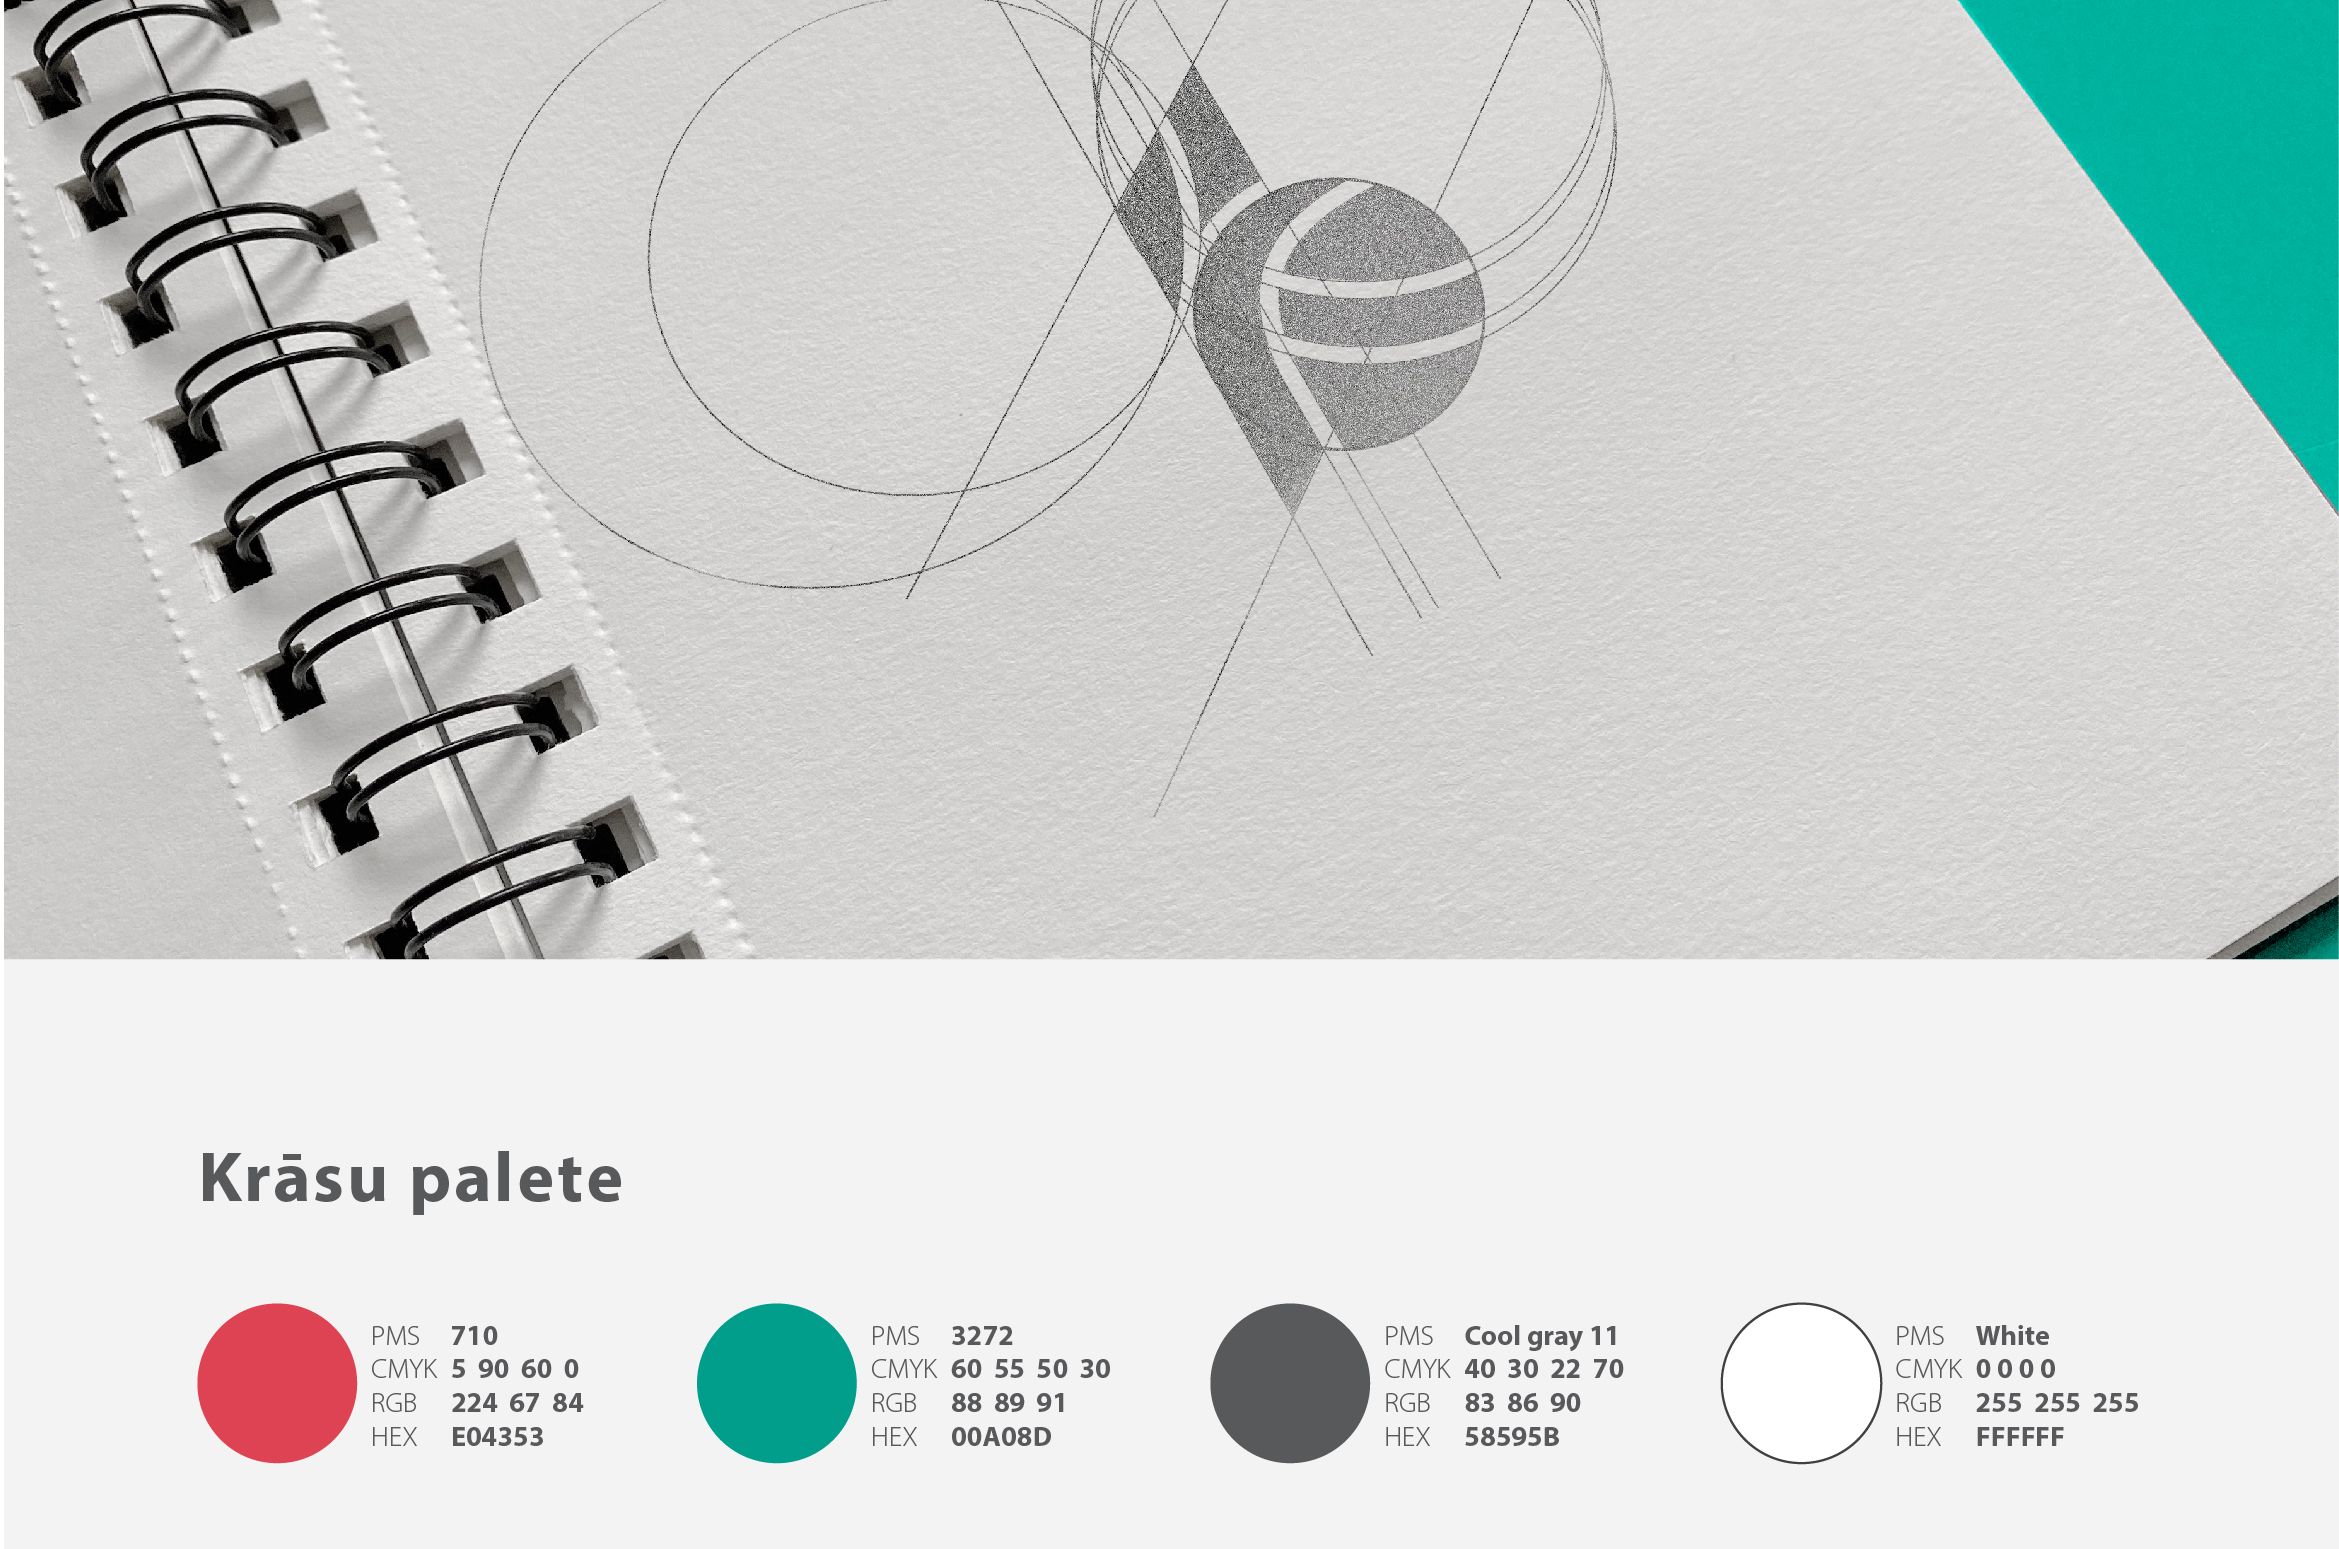 Krāsu palete
PMS 710
CMYK 5 90 60 0
RGB 224 67 84
HEX E04353
PMS 3272
CMYK 60 55 50 30
RGB 88 89 91
HEX 00A08D
PMS Cool gray 11
CMYK 40 30 22 70
RGB 83 86 90
HEX 58595B
PMS White
CMYK 0 0 0 0
RGB 255 255 255
HEX FFFFFF